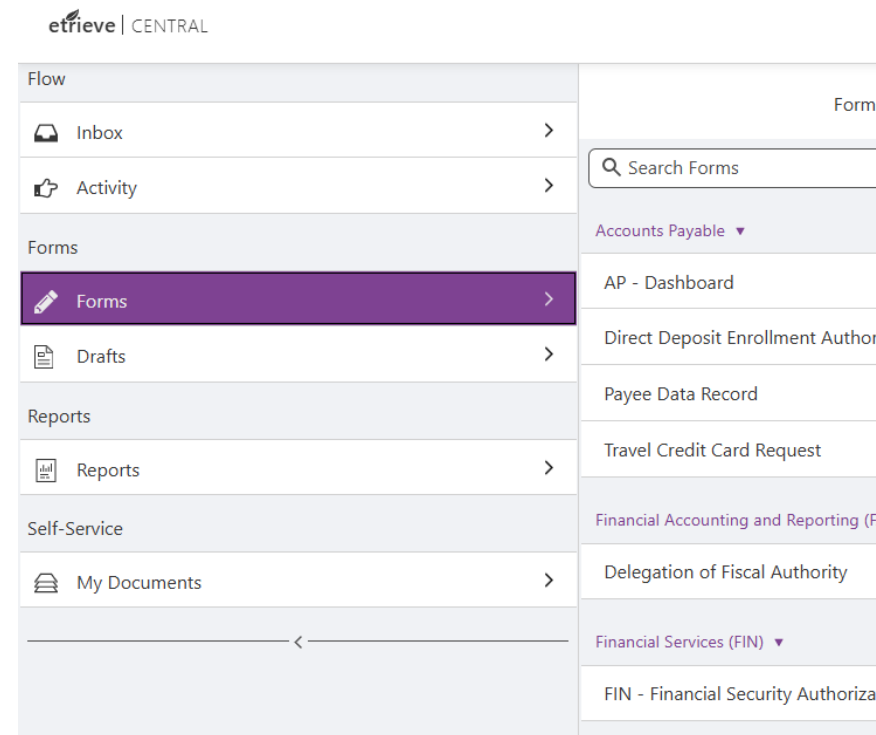 etrieve | CENTRAL
Flow
Inbox
Activity
Forms
Forms
Drafts
Reports
Reports
Self-Service
My Documents
Form
Search Forms
Accounts Payable
AP - Dashboard
Direct Deposit Enrollment Author
Payee Data Record
Travel Credit Card Request
Financial Accounting and Reporting (F
Delegation of Fiscal Authority
Financial Services (FIN)
FIN - Financial Security Authoriza